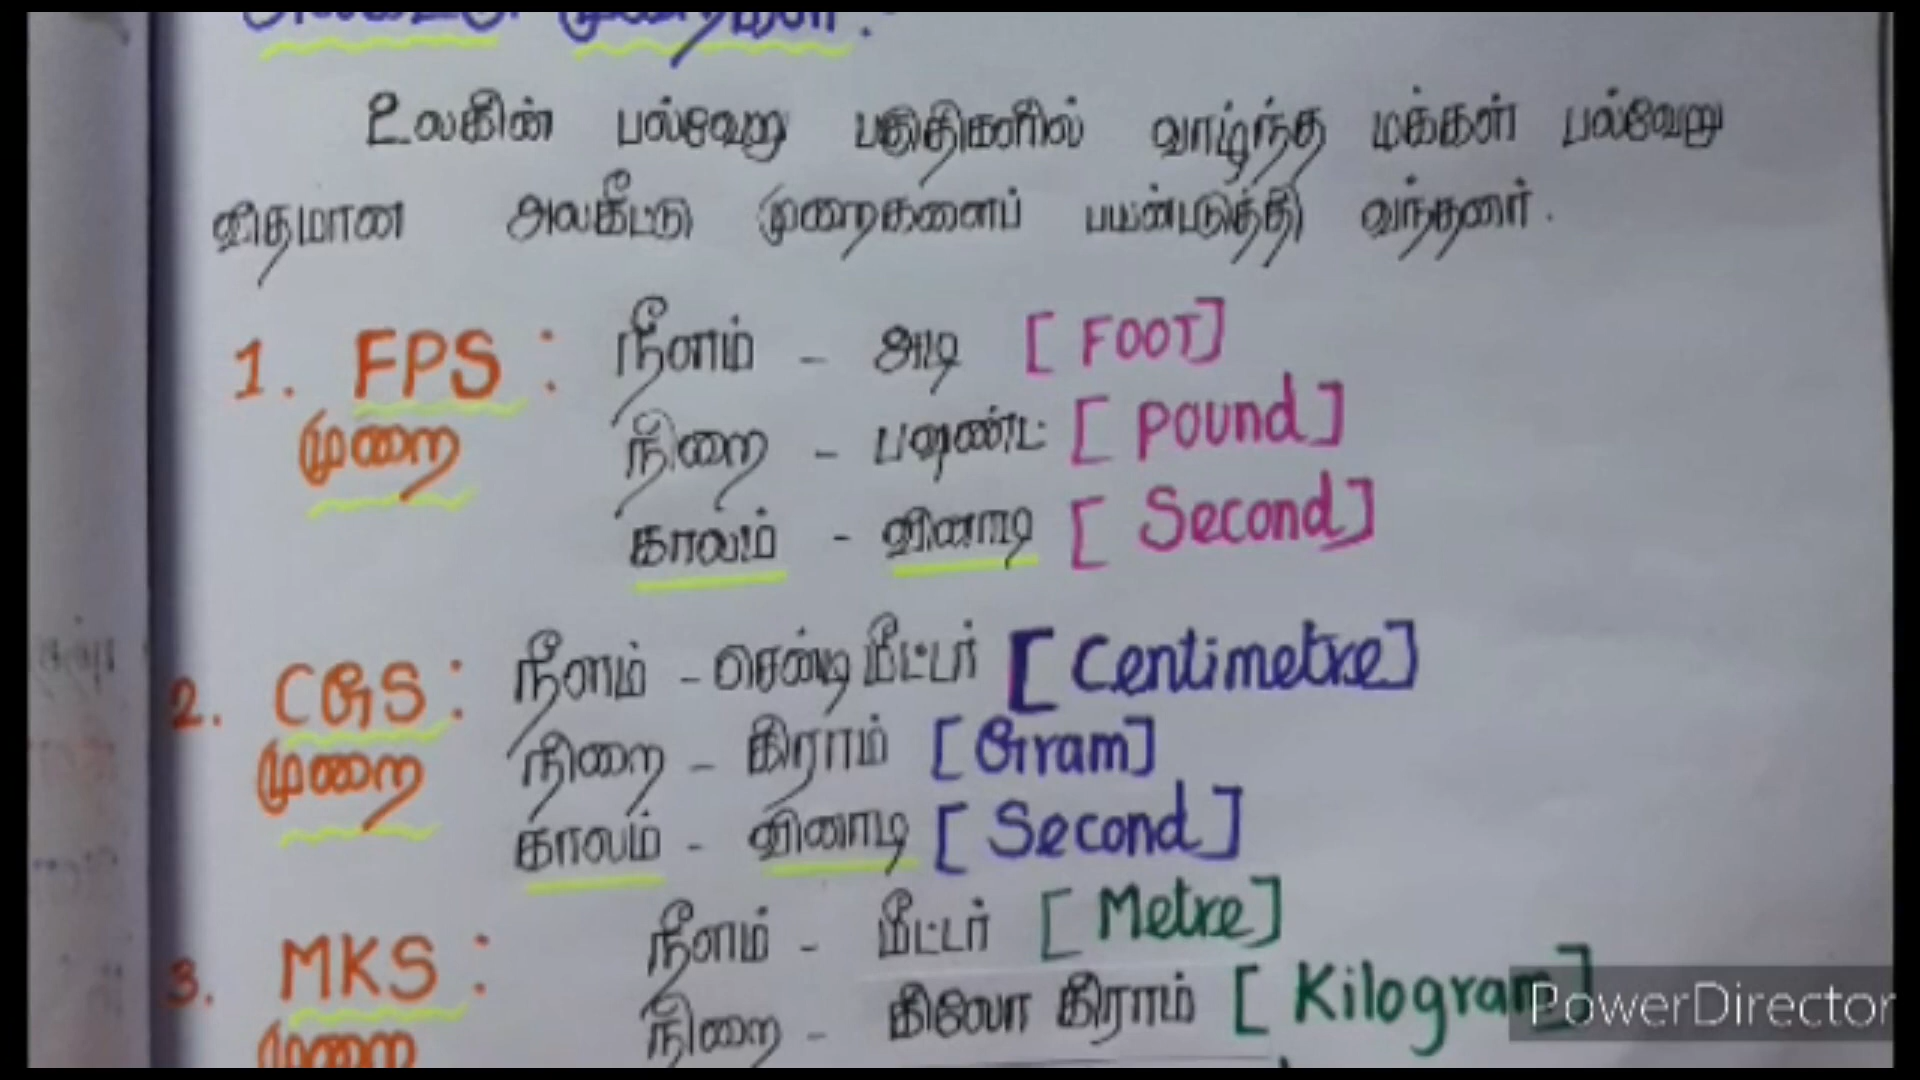 அலகீட்டு முறைகள் :
உலகின் பல்வேறு பகுதிகளில் வாழ்ந்த மக்கள் பல்வேறு
விதமான அலகீட்டு முறைகளைப் பயன்படுத்தி வந்தனர்.
1. FPS : நீளம் - அடி [ FOOT ]
முறை நிறை - பவுண்ட் [ Pound ]
காலம் - வினாடி [ Second ]
2. CGS : நீளம் - சென்டி மீட்டர் [ Centimetre ]
முறை நிறை - கிராம் [ Gram ]
காலம் - வினாடி [ Second ]
3. MKS : நீளம் - மீட்டர் [ Metre ]
முறை நிறை - கிலோ கிராம் [ Kilogram ]
PowerDirector